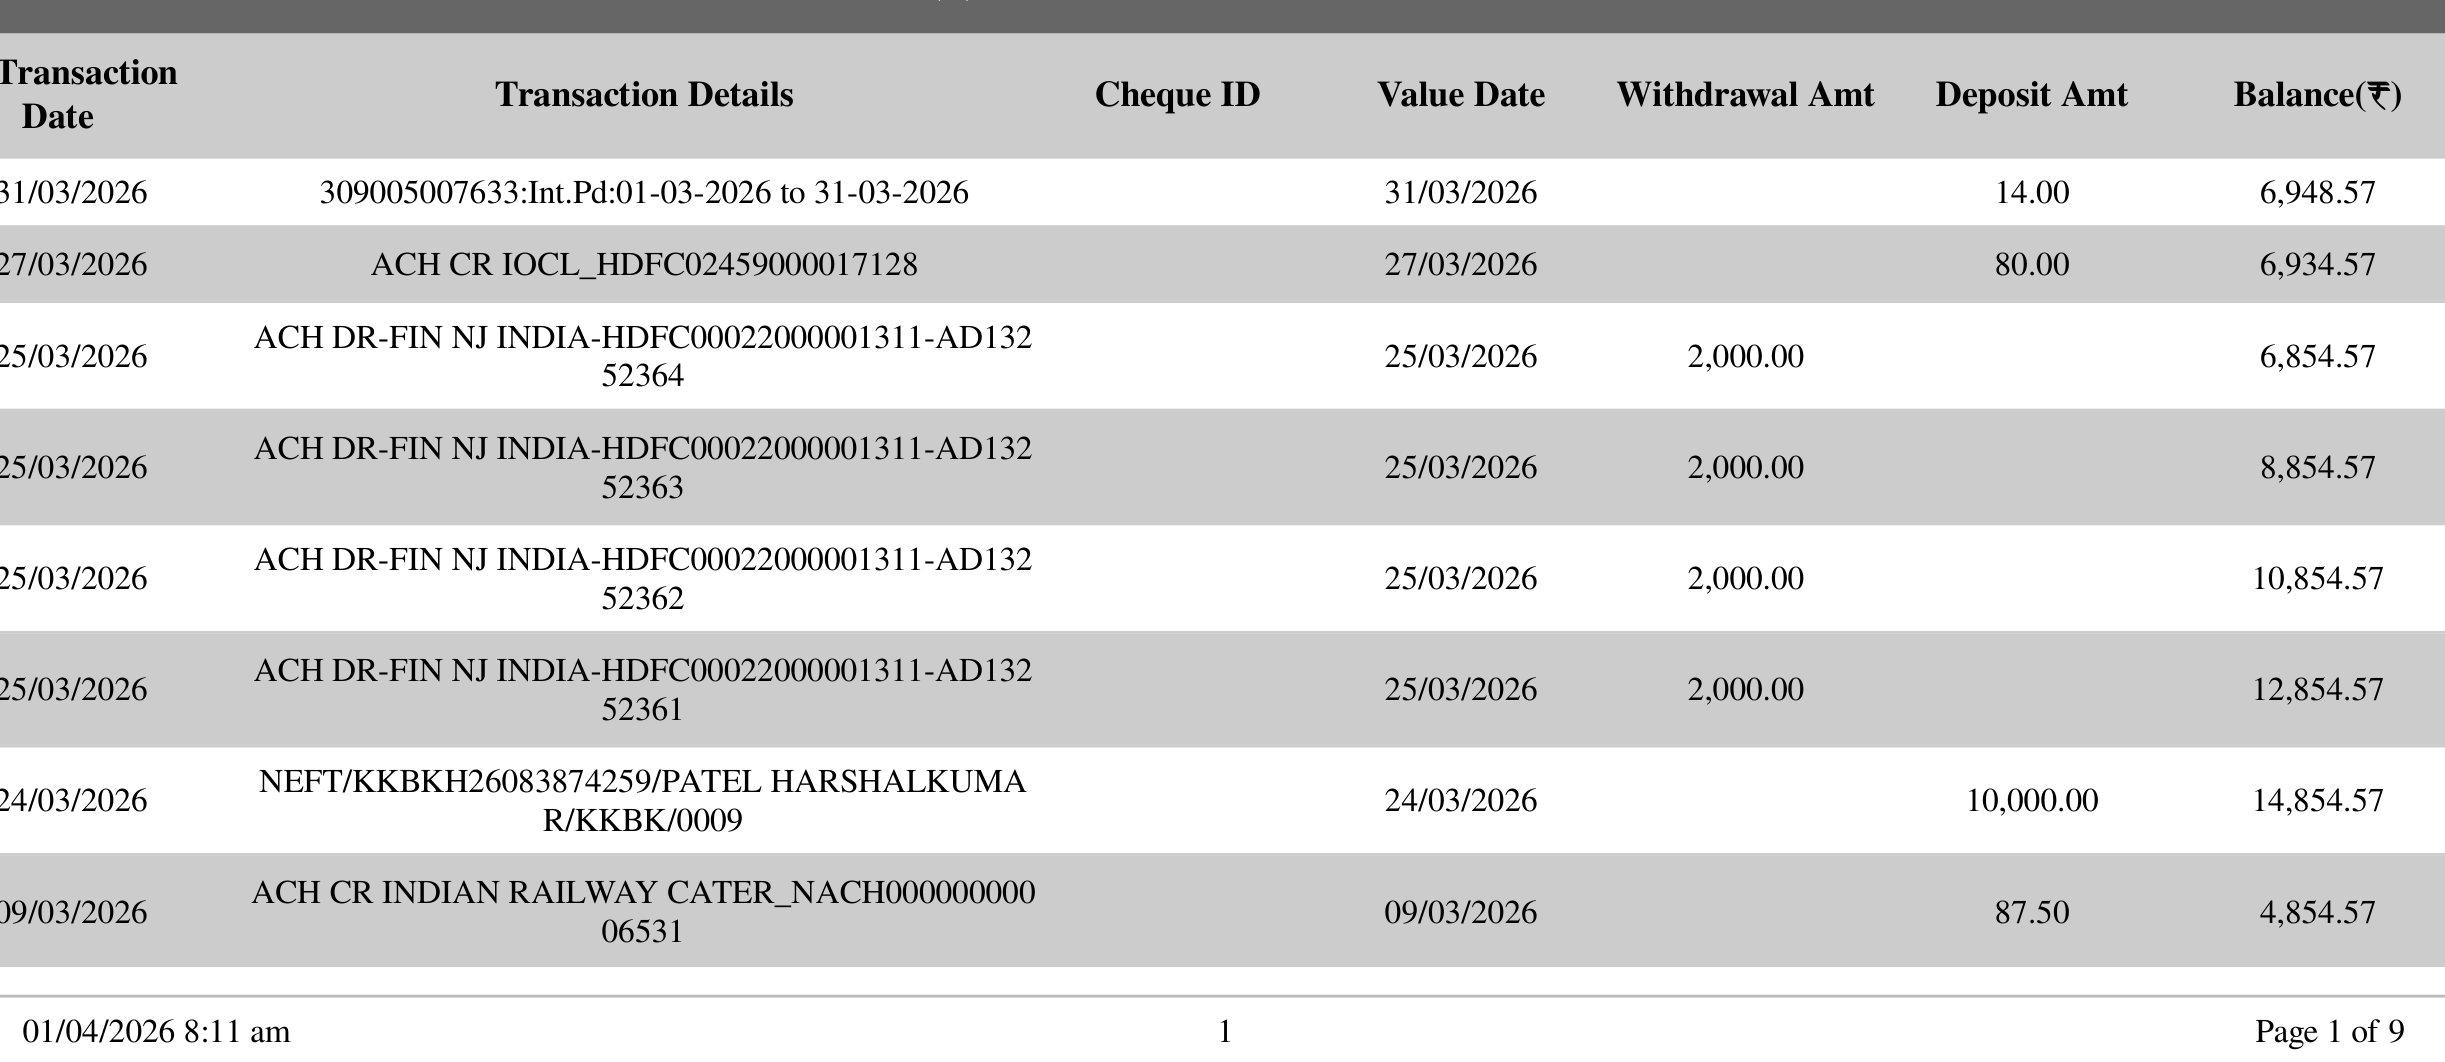 Transaction
Date
Transaction Details
Cheque ID
Value Date
Withdrawal Amt
Deposit Amt
Balance(₹)
31/03/2026 309005007633:Int.Pd:01-03-2026 to 31-03-2026 31/03/2026 14.00 6,948.57
27/03/2026 ACH CR IOCL_HDFC02459000017128 27/03/2026 80.00 6,934.57
25/03/2026 ACH DR-FIN NJ INDIA-HDFC00022000001311-AD132 25/03/2026 2,000.00 6,854.57
52364
25/03/2026 ACH DR-FIN NJ INDIA-HDFC00022000001311-AD132 25/03/2026 2,000.00 8,854.57
52363
25/03/2026 ACH DR-FIN NJ INDIA-HDFC00022000001311-AD132 25/03/2026 2,000.00 10,854.57
52362
25/03/2026 ACH DR-FIN NJ INDIA-HDFC00022000001311-AD132 25/03/2026 2,000.00 12,854.57
52361
24/03/2026 NEFT/KKBKH26083874259/PATEL HARSHALKUMA 24/03/2026 10,000.00 14,854.57
R/KKBK/0009
09/03/2026 ACH CR INDIAN RAILWAY CATER_NACH000000000 09/03/2026 87.50 4,854.57
06531
01/04/2026 8:11 am 1 Page 1 of 9